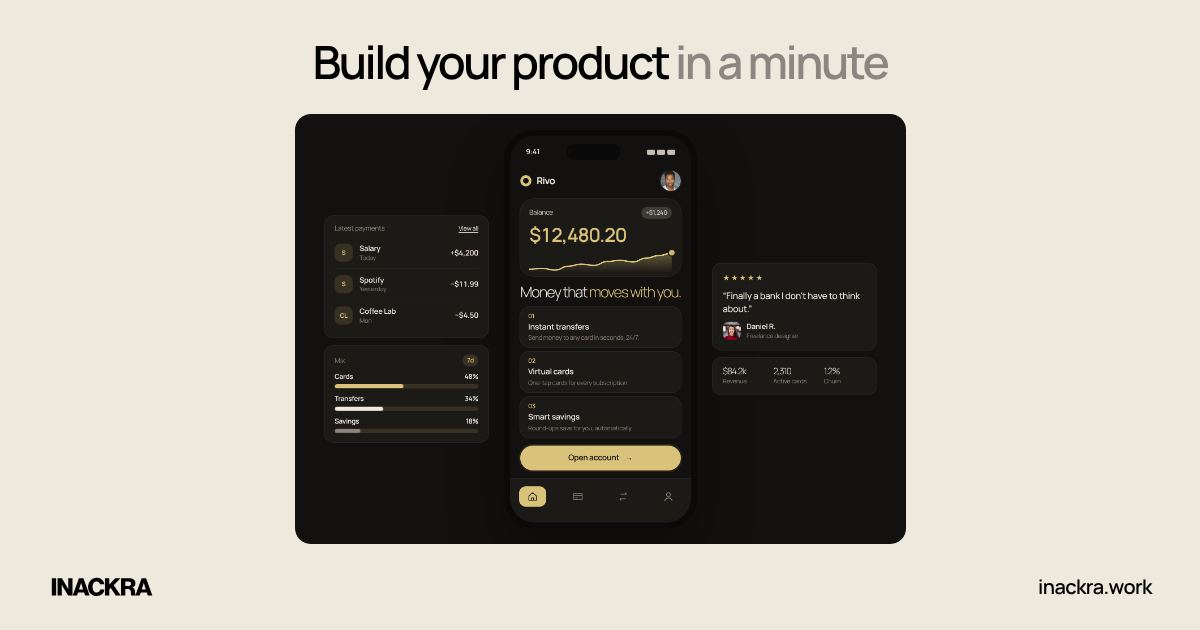 Build your product in a minute
9:41
Rivo
Balance
+$1,240
$12,480.20
Money that moves with you.
01
Instant transfers
Send money to any card in seconds, 24/7.
02
Virtual cards
One-tap cards for every subscription.
03
Smart savings
Round-ups save for you, automatically.
Open account →
Latest payments
View all
S
Salary
Today
+$4,200
S
Spotify
Yesterday
−$11.99
CL
Coffee Lab
Mon
−$4.50
Mix
7d
Cards
48%
Transfers
34%
Savings
18%
★★★★★
“Finally a bank I don't have to think
about.”
Daniel R.
Freelance designer
$84.2k
Revenue
2,310
Active cards
1.2%
Churn
INACKRA
inackra.work